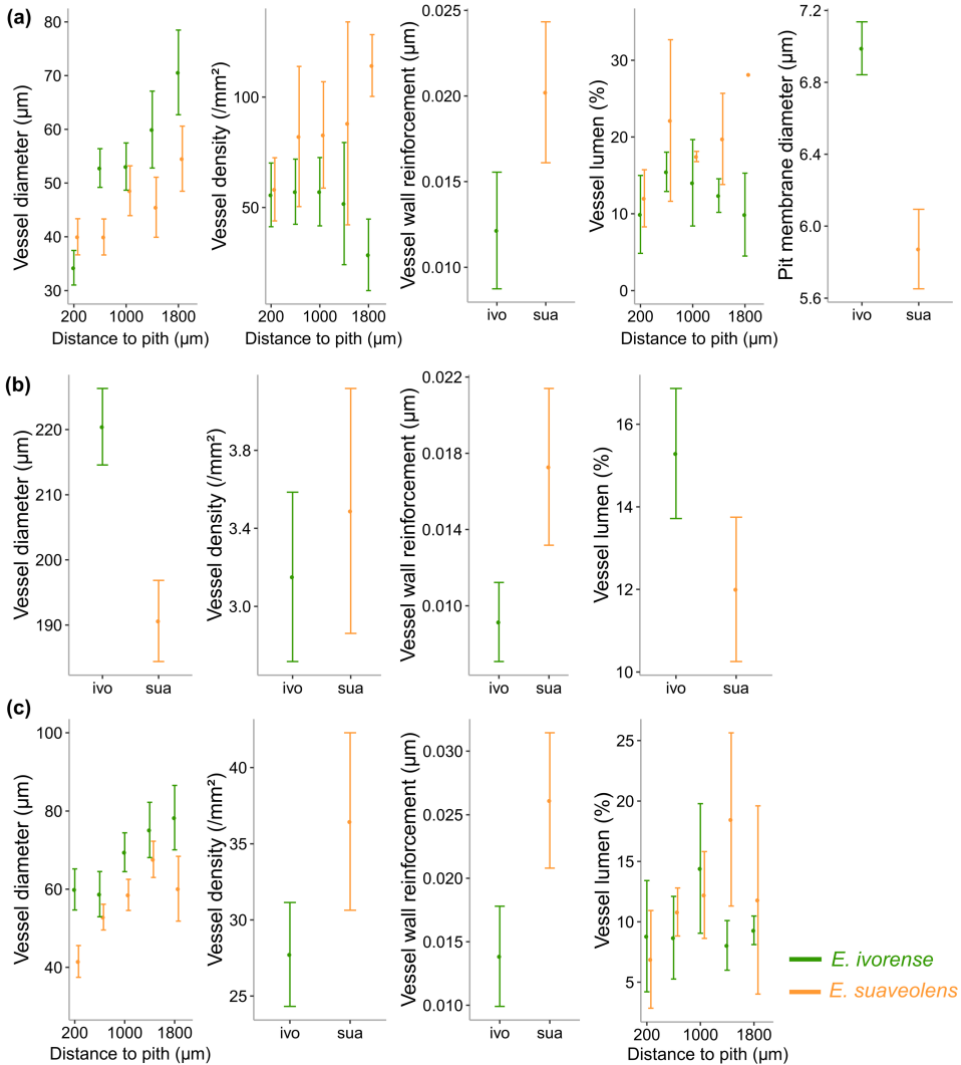 (a)
Vessel diameter (µm)
80
70
60
50
40
30
200
1000
1800
Distance to pith (µm)
Vessel density (/mm²)
100
50
200
1000
1800
Distance to pith (µm)
Vessel wall reinforcement (µm)
0.025
0.020
0.015
0.010
ivo
sua
Vessel lumen (%)
30
20
10
0
200
1000
1800
Distance to pith (µm)
Pit membrane diameter (µm)
7.2
6.8
6.4
6.0
5.6
ivo
sua
(b)
Vessel diameter (µm)
220
210
200
190
ivo
sua
Vessel density (/mm²)
3.8
3.4
3.0
ivo
sua
Vessel wall reinforcement (µm)
0.022
0.018
0.014
0.010
ivo
sua
Vessel lumen (%)
16
14
12
10
ivo
sua
(c)
Vessel diameter (µm)
100
80
60
40
200
1000
1800
Distance to pith (µm)
Vessel density (/mm²)
40
35
30
25
ivo
sua
Vessel wall reinforcement (µm)
0.030
0.025
0.020
0.015
0.010
ivo
sua
Vessel lumen (%)
25
20
15
10
5
200
1000
1800
Distance to pith (µm)
E. ivorense
E. suaveolens